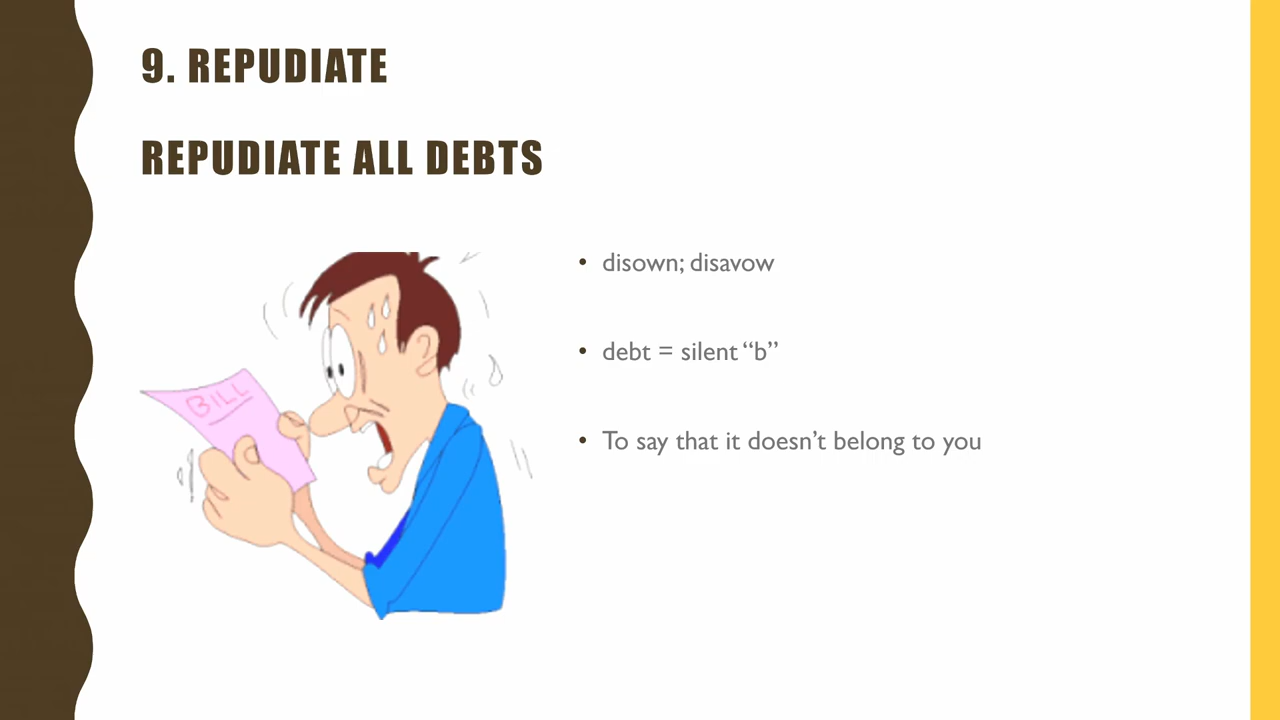 9. REPUDIATE
REPUDIATE ALL DEBTS
BILL
• disown; disavow
• debt = silent “b”
• To say that it doesn’t belong to you